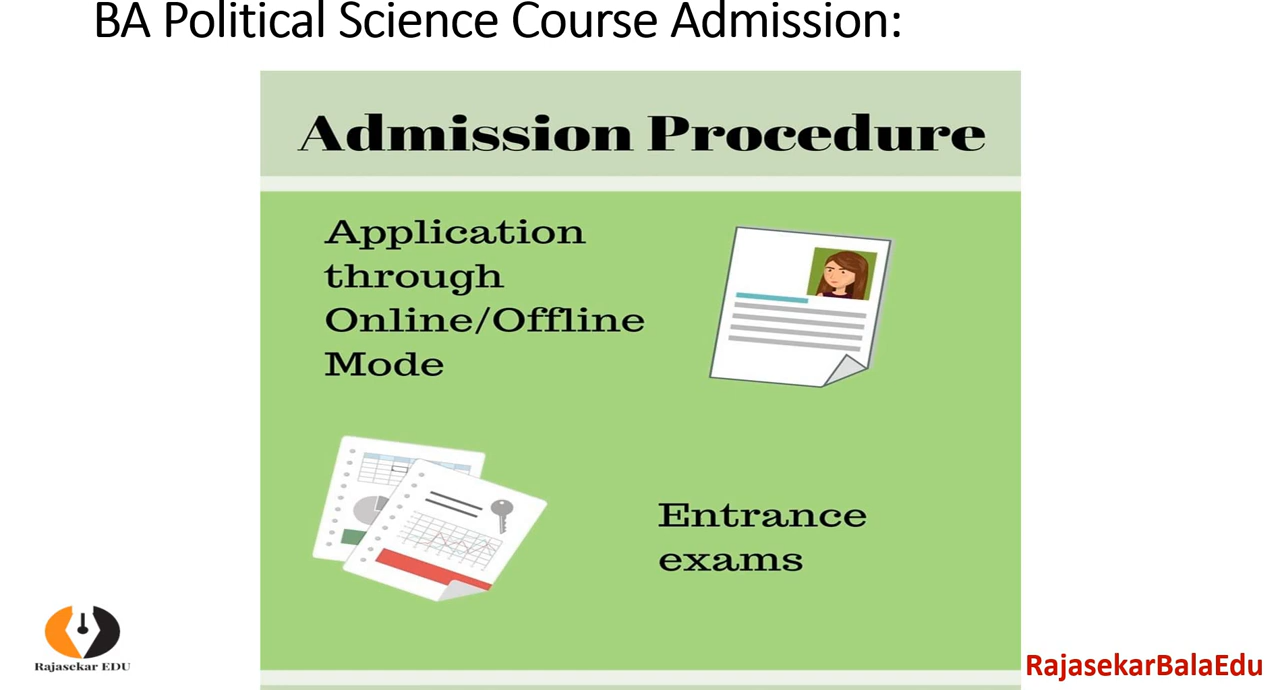 BA Political Science Course Admission:
Admission Procedure
Application
through
Online/Offline
Mode
Entrance
exams
Rajasekar EDU
RajasekarBalaEdu